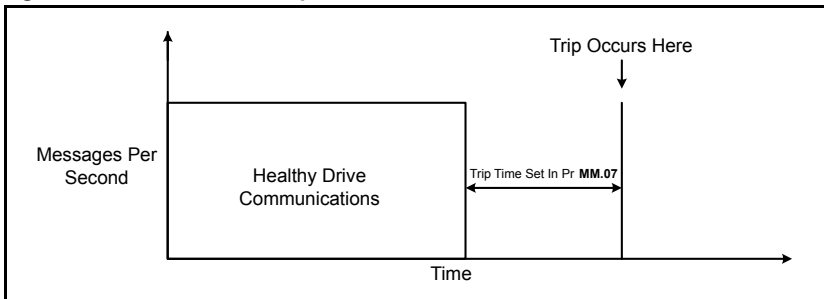 Trip Occurs Here
Messages Per
Second
Healthy Drive
Communications
Trip Time Set In Pr MM.07
Time